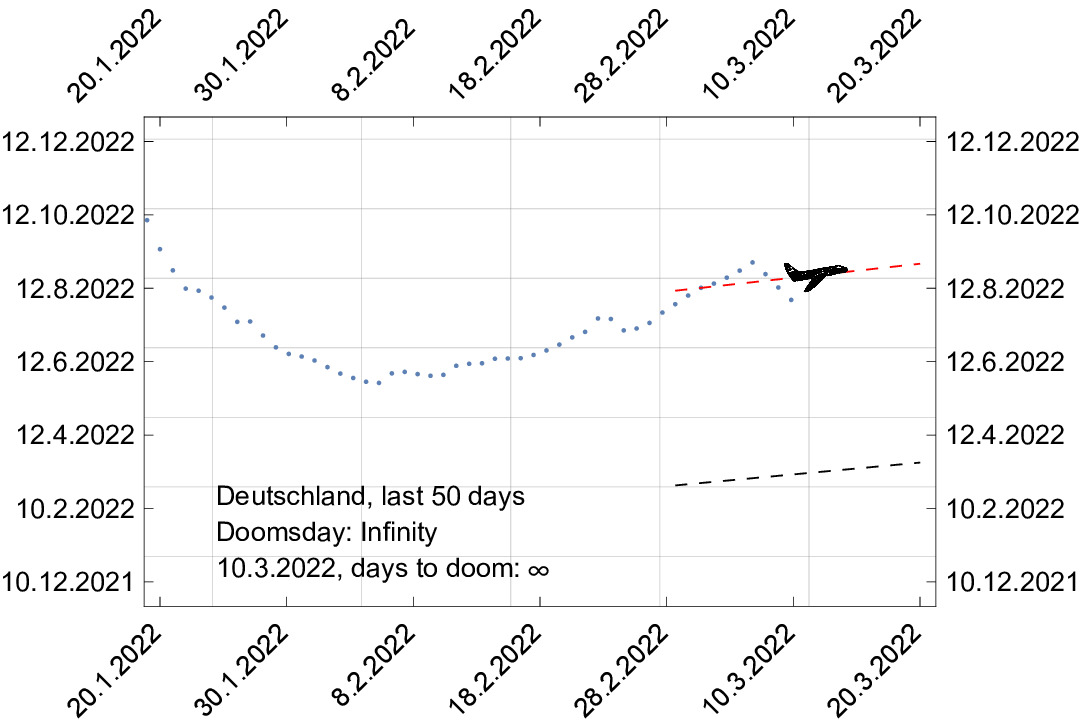 20.1.2022 30.1.2022 8.2.2022 18.2.2022 28.2.2022 10.3.2022 20.3.2022
12.12.2022 12.12.2022
12.10.2022 12.10.2022
12.8.2022 12.8.2022
12.6.2022 12.6.2022
12.4.2022 12.4.2022
Deutschland, last 50 days
10.2.2022 10.2.2022
Doomsday: Infinity
10.3.2022, days to doom: ∞
10.12.2021 10.12.2021
20.1.2022 30.1.2022 8.2.2022 18.2.2022 28.2.2022 10.3.2022 20.3.2022